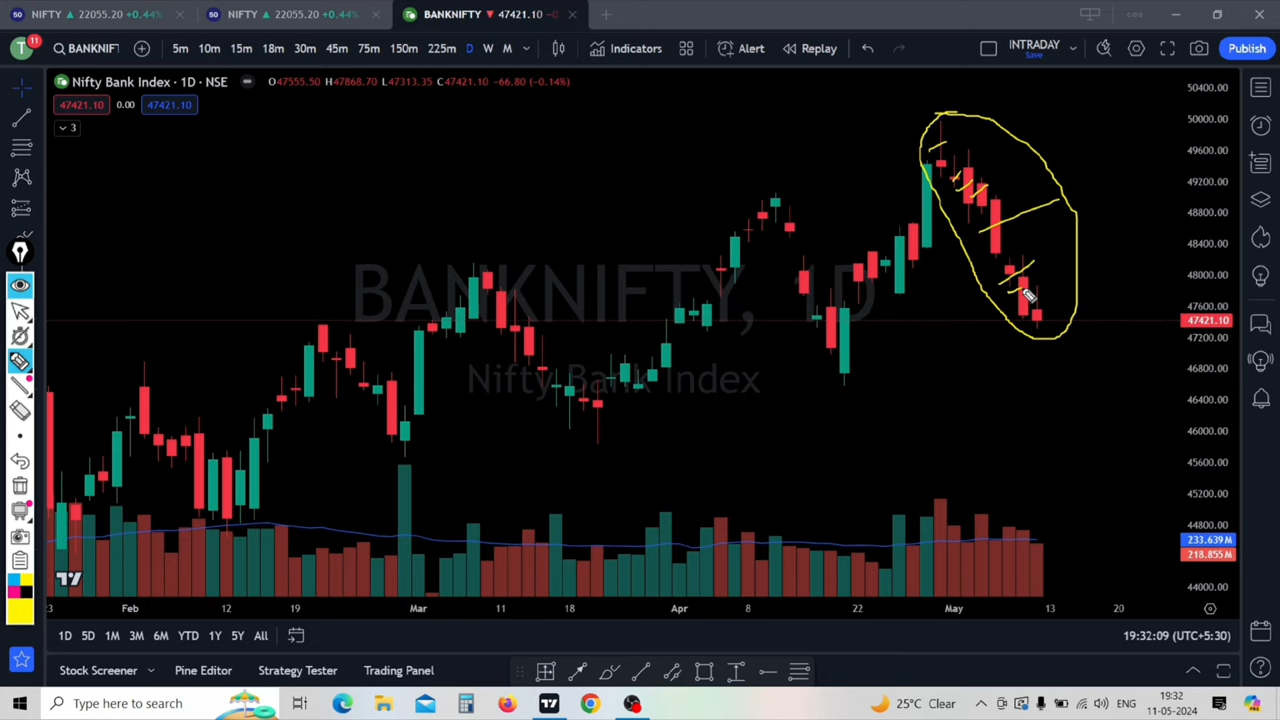 NIFTY ▲ 22055.20 +0.44%
NIFTY ▲ 22055.20 +0.44%
BANKNIFTY ▼ 47421.10
T 11 BANKNIF 5m 10m 15m 18m 30m 45m 75m 150m 225m D W M Indicators Alert Replay INTRADAY Save Publish
Nifty Bank Index · 1D · NSE O47555.50 H47868.70 L47313.35 C47421.10 -66.80 (-0.14%)
47421.10 0.00 47421.10
3
BANKNIFTY, 1D
Nifty Bank Index
50400.00
50000.00
49600.00
49200.00
48800.00
48400.00
48000.00
47600.00
47421.10
47200.00
46800.00
46400.00
46000.00
45600.00
45200.00
44800.00
233.639M
218.855M
44000.00
23 Feb 12 19 Mar 11 18 Apr 8 22 May 13 20
1D 5D 1M 3M 6M YTD 1Y 5Y All 19:32:09 (UTC+5:30)
Stock Screener Pine Editor Strategy Tester Trading Panel
Type here to search 25°C Clear ENG 19:32
11-05-2024